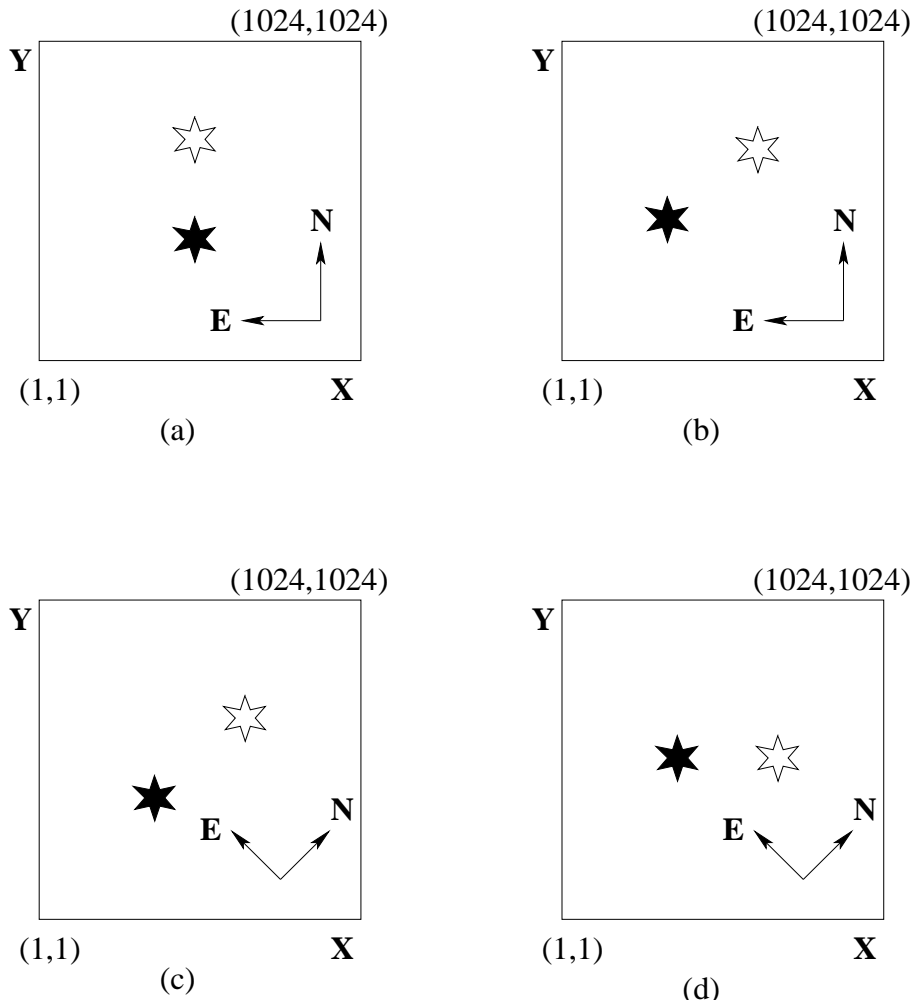 (1024,1024) (1024,1024)
Y Y
N N
E E
(1,1) X (1,1) X
(a) (b)
(1024,1024) (1024,1024)
Y Y
E N E N
(1,1) X (1,1) X
(c) (d)